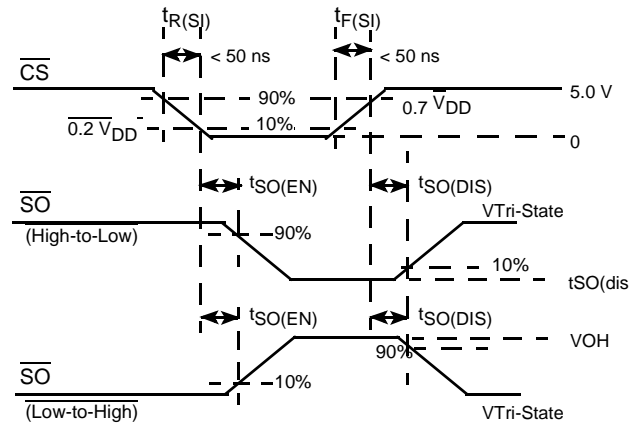 tR(SI) tF(SI)
< 50 ns < 50 ns
CS
90% 0.7 VDD 5.0 V
0.2 VDD 10%
0
tSO(EN) tSO(DIS)
SO VTri-State
(High-to-Low) 90%
10%
tSO(dis
tSO(EN) tSO(DIS)
VOH
90%
SO 10%
(Low-to-High) VTri-State